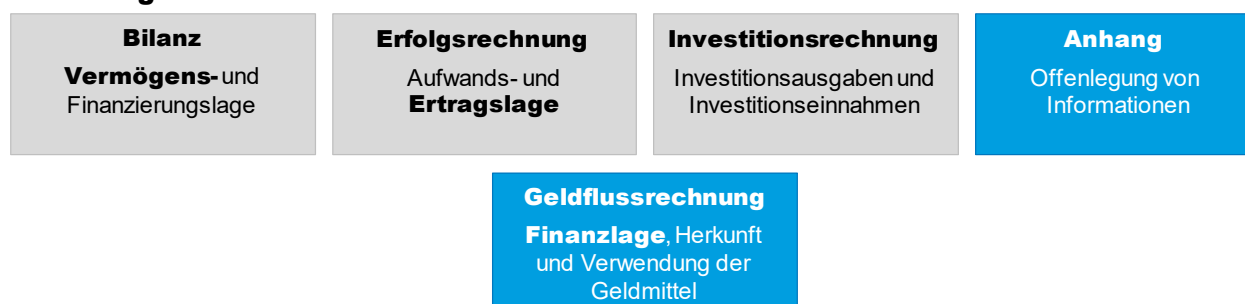 Bilanz
Vermögens- und
Finanzierungslage
Erfolgsrechnung
Aufwands- und
Ertragslage
Investitionsrechnung
Investitionsausgaben und
Investitionseinnahmen
Anhang
Offenlegung von
Informationen
Geldflussrechnung
Finanzlage, Herkunft
und Verwendung der
Geldmittel